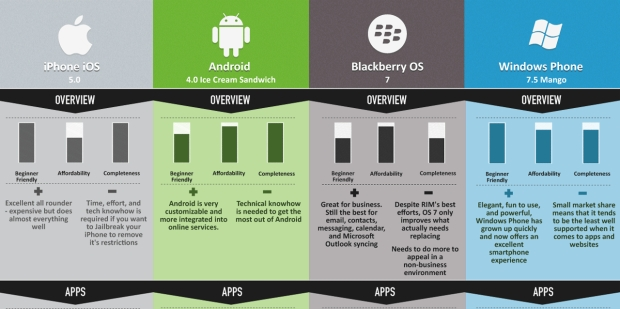 iPhone iOS
5.0
Android
4.0 Ice Cream Sandwich
Blackberry OS
7
Windows Phone
7.5 Mango
OVERVIEW
OVERVIEW
OVERVIEW
OVERVIEW
Beginner
Friendly
Affordability
Completeness
Beginner
Friendly
Affordability
Completeness
Beginner
Friendly
Affordability
Completeness
Beginner
Friendly
Affordability
Completeness
+
Excellent all rounder
- expensive but does
almost everything
well
–
Time, effort, and
tech knowhow is
required if you want
to Jailbreak your
iPhone to remove
it's restrictions
+
Android is very
customizable and
more integrated into
online services.
–
Technical knowhow
is needed to get the
most out of Android
+
Great for business.
Still the best for
email, contacts,
messaging, calendar,
and Microsoft
Outlook syncing
–
Despite RIM's best
efforts, OS 7 only
improves what
actually needs
replacing
Needs to do more to
appeal in a
non-business
environment
+
Elegant, fun to use,
and powerful,
Windows Phone has
grown up quickly
and now offers an
excellent
smartphone
experience
–
Small market share
means that it tends
to be the least well
supported when it
comes to apps and
websites
APPS
APPS
APPS
APPS